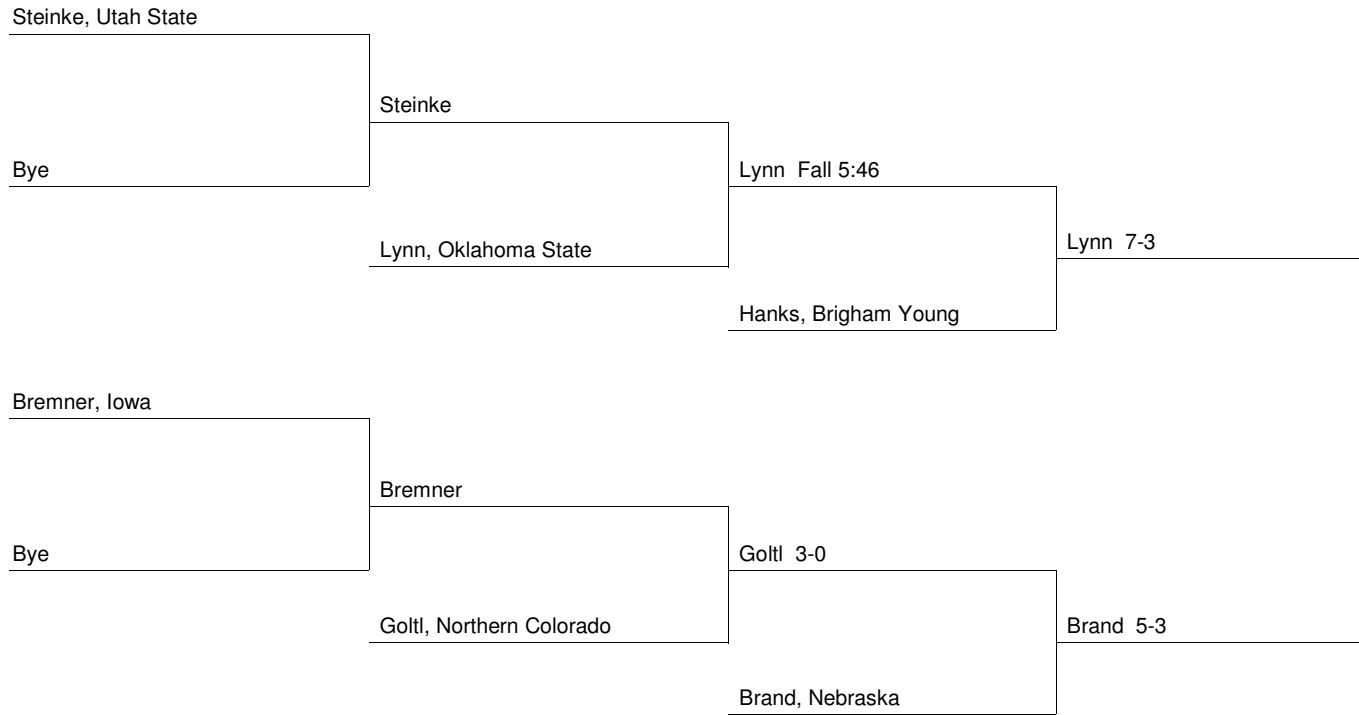 Steinke, Utah State
Steinke
Bye
Lynn  Fall 5:46
Lynn, Oklahoma State
Lynn  7-3
Hanks, Brigham Young
Bremner, Iowa
Bremner
Bye
Goltl  3-0
Goltl, Northern Colorado
Brand  5-3
Brand, Nebraska